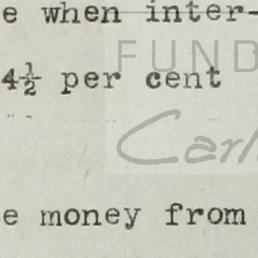 e when inter-
FUND
4½ per cent
Carl
e money from